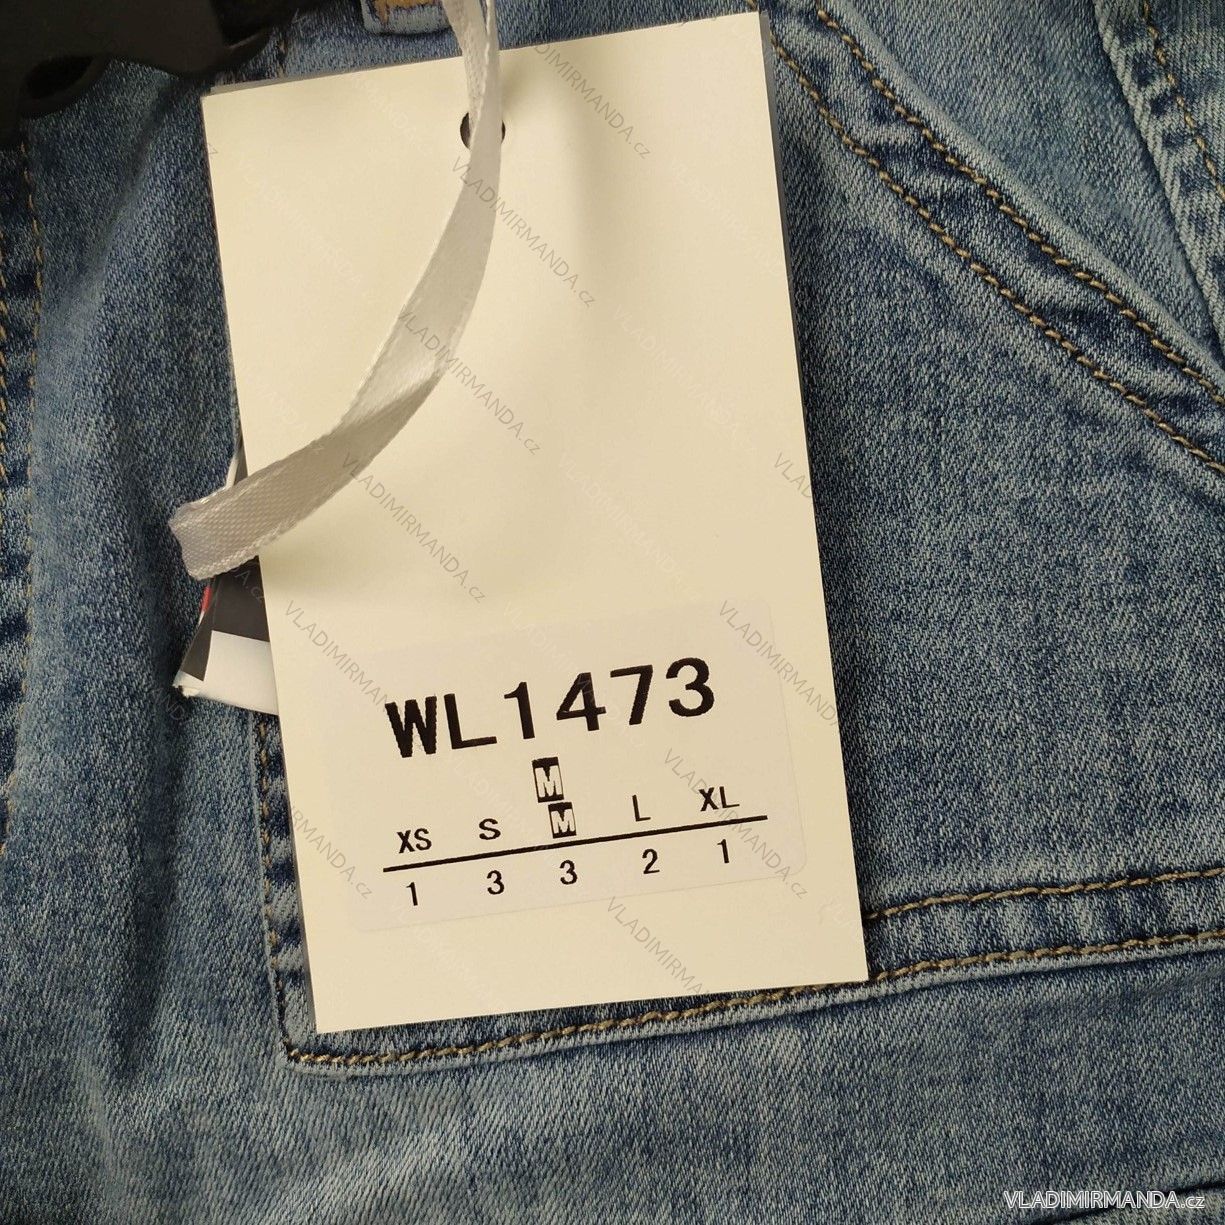 WL1473
M
XS S M L XL
1 3 3 2 1
VLADIMIRMANDA.cz